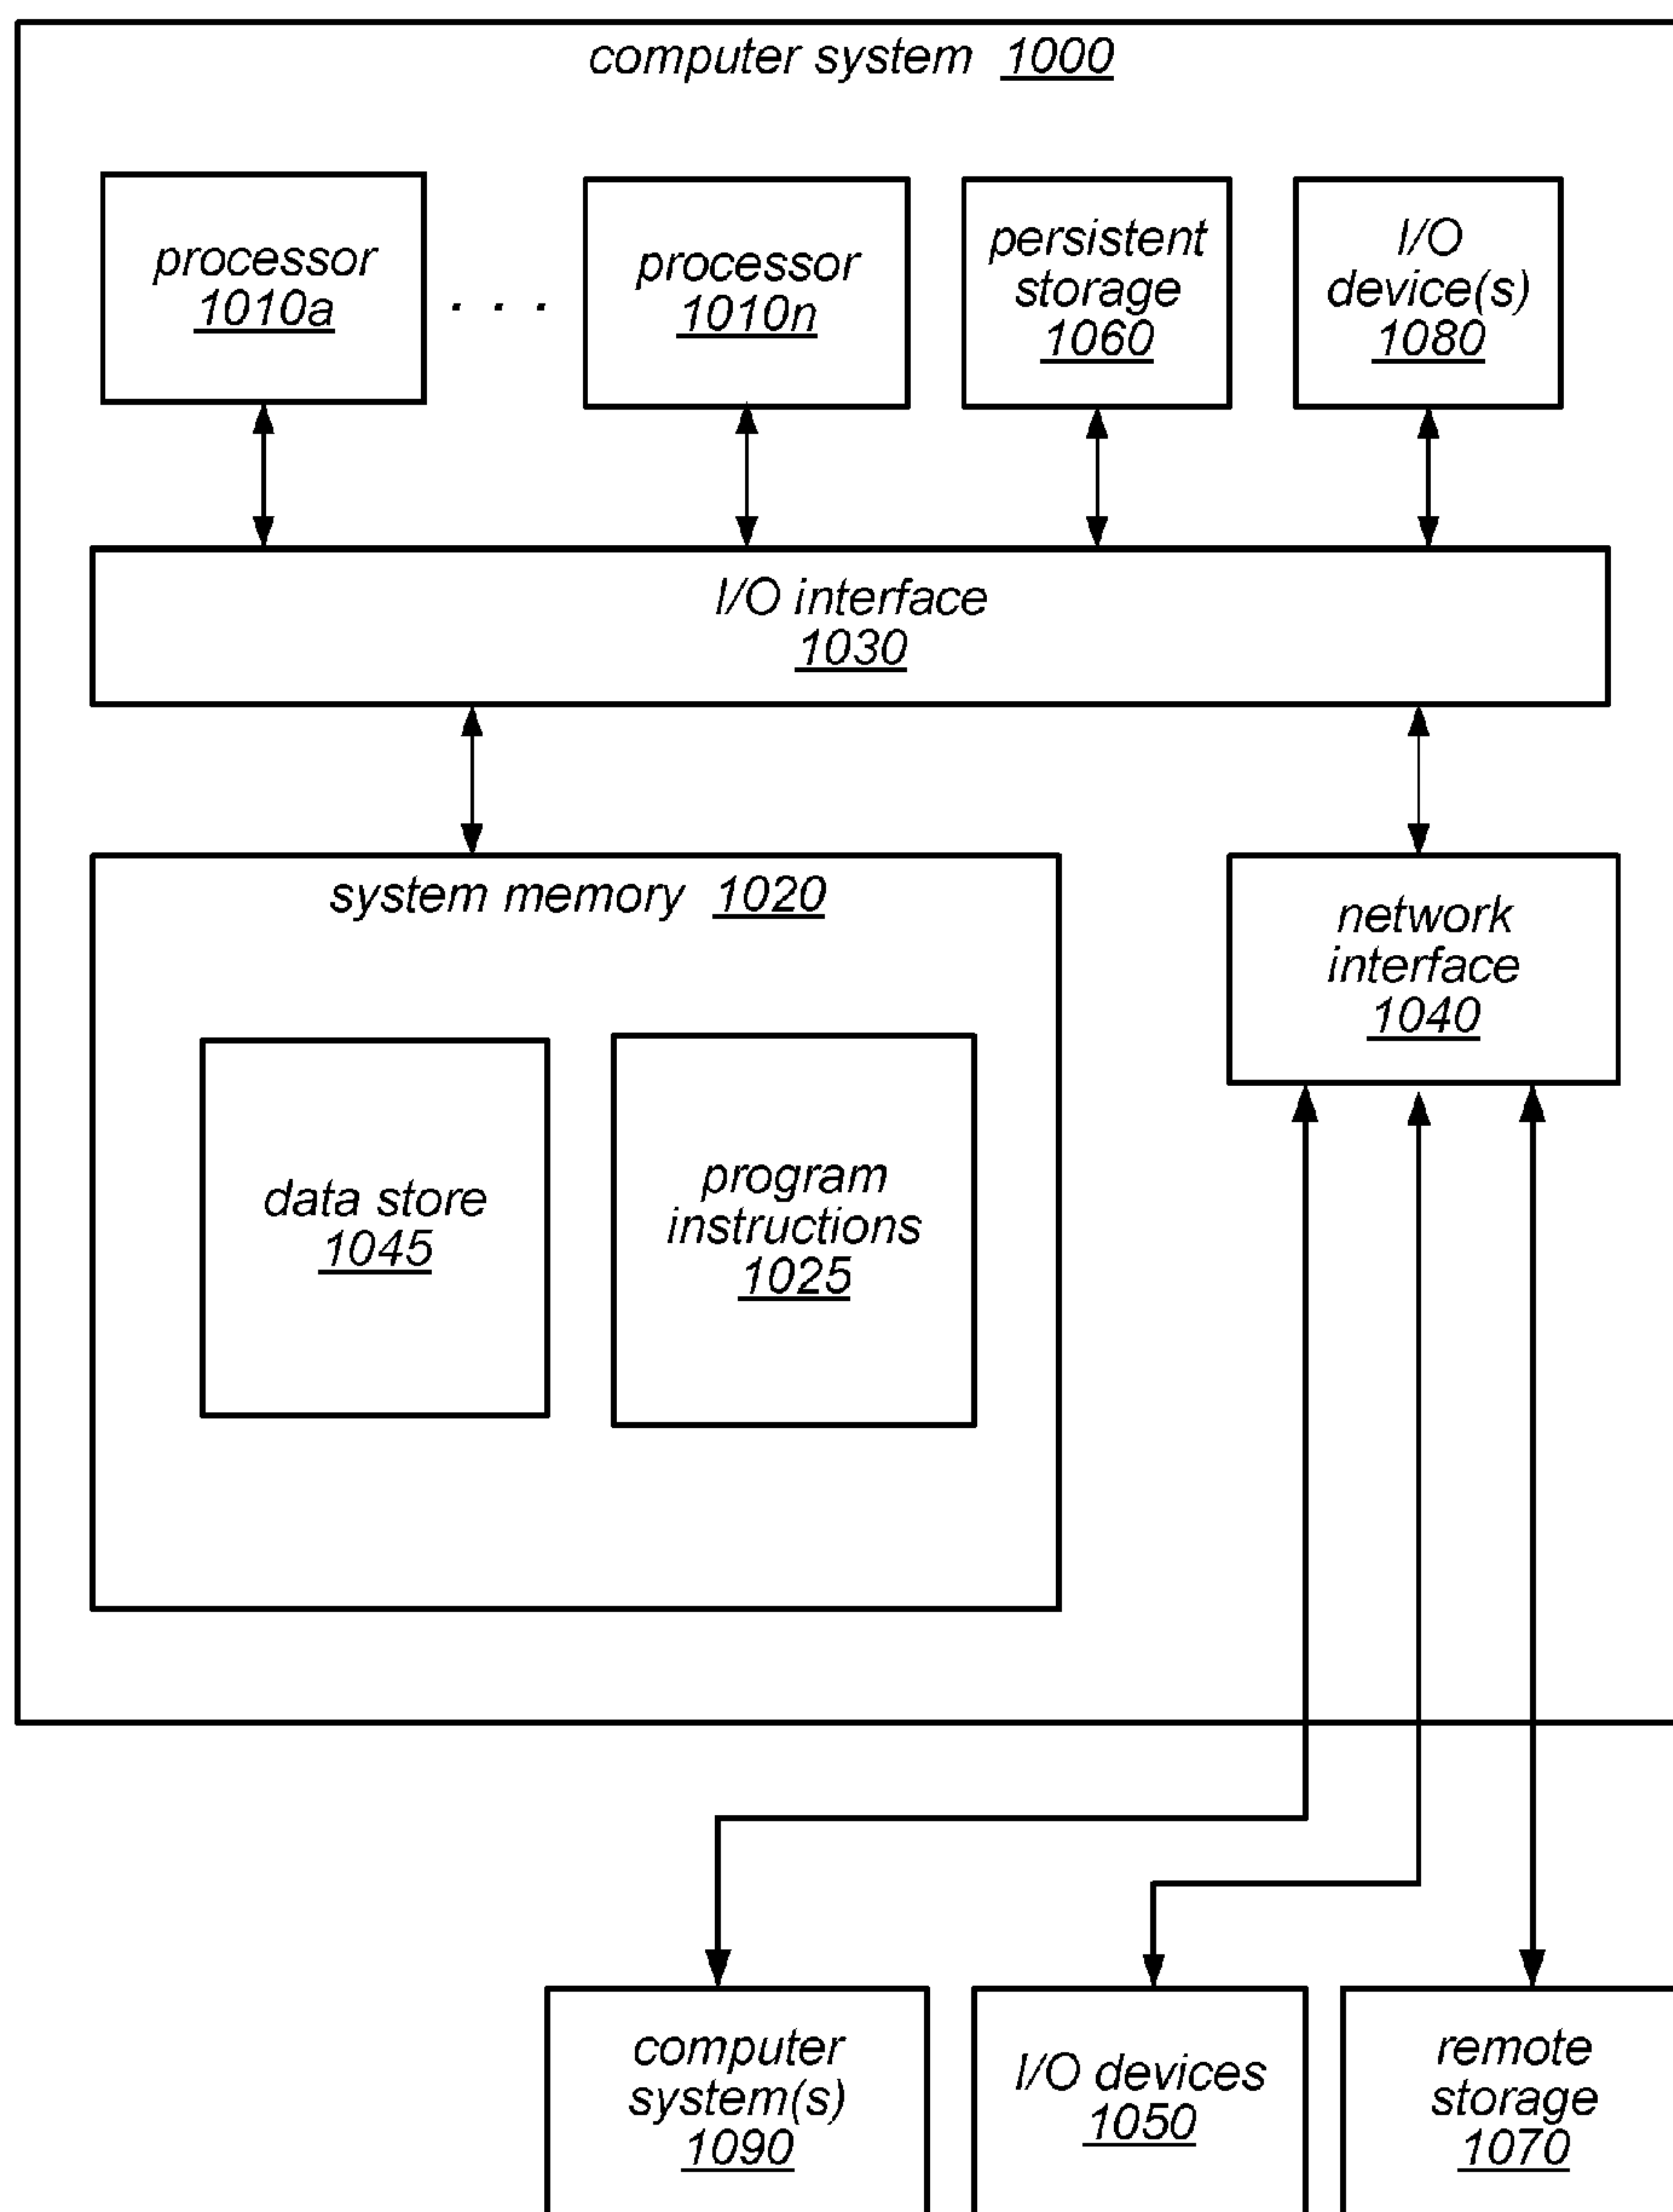 computer system 1000
processor
1010a
. . .
processor
1010n
persistent
storage
1060
I/O
device(s)
1080
I/O interface
1030
system memory 1020
network
interface
1040
data store
1045
program
instructions
1025
computer
system(s)
1090
I/O devices
1050
remote
storage
1070